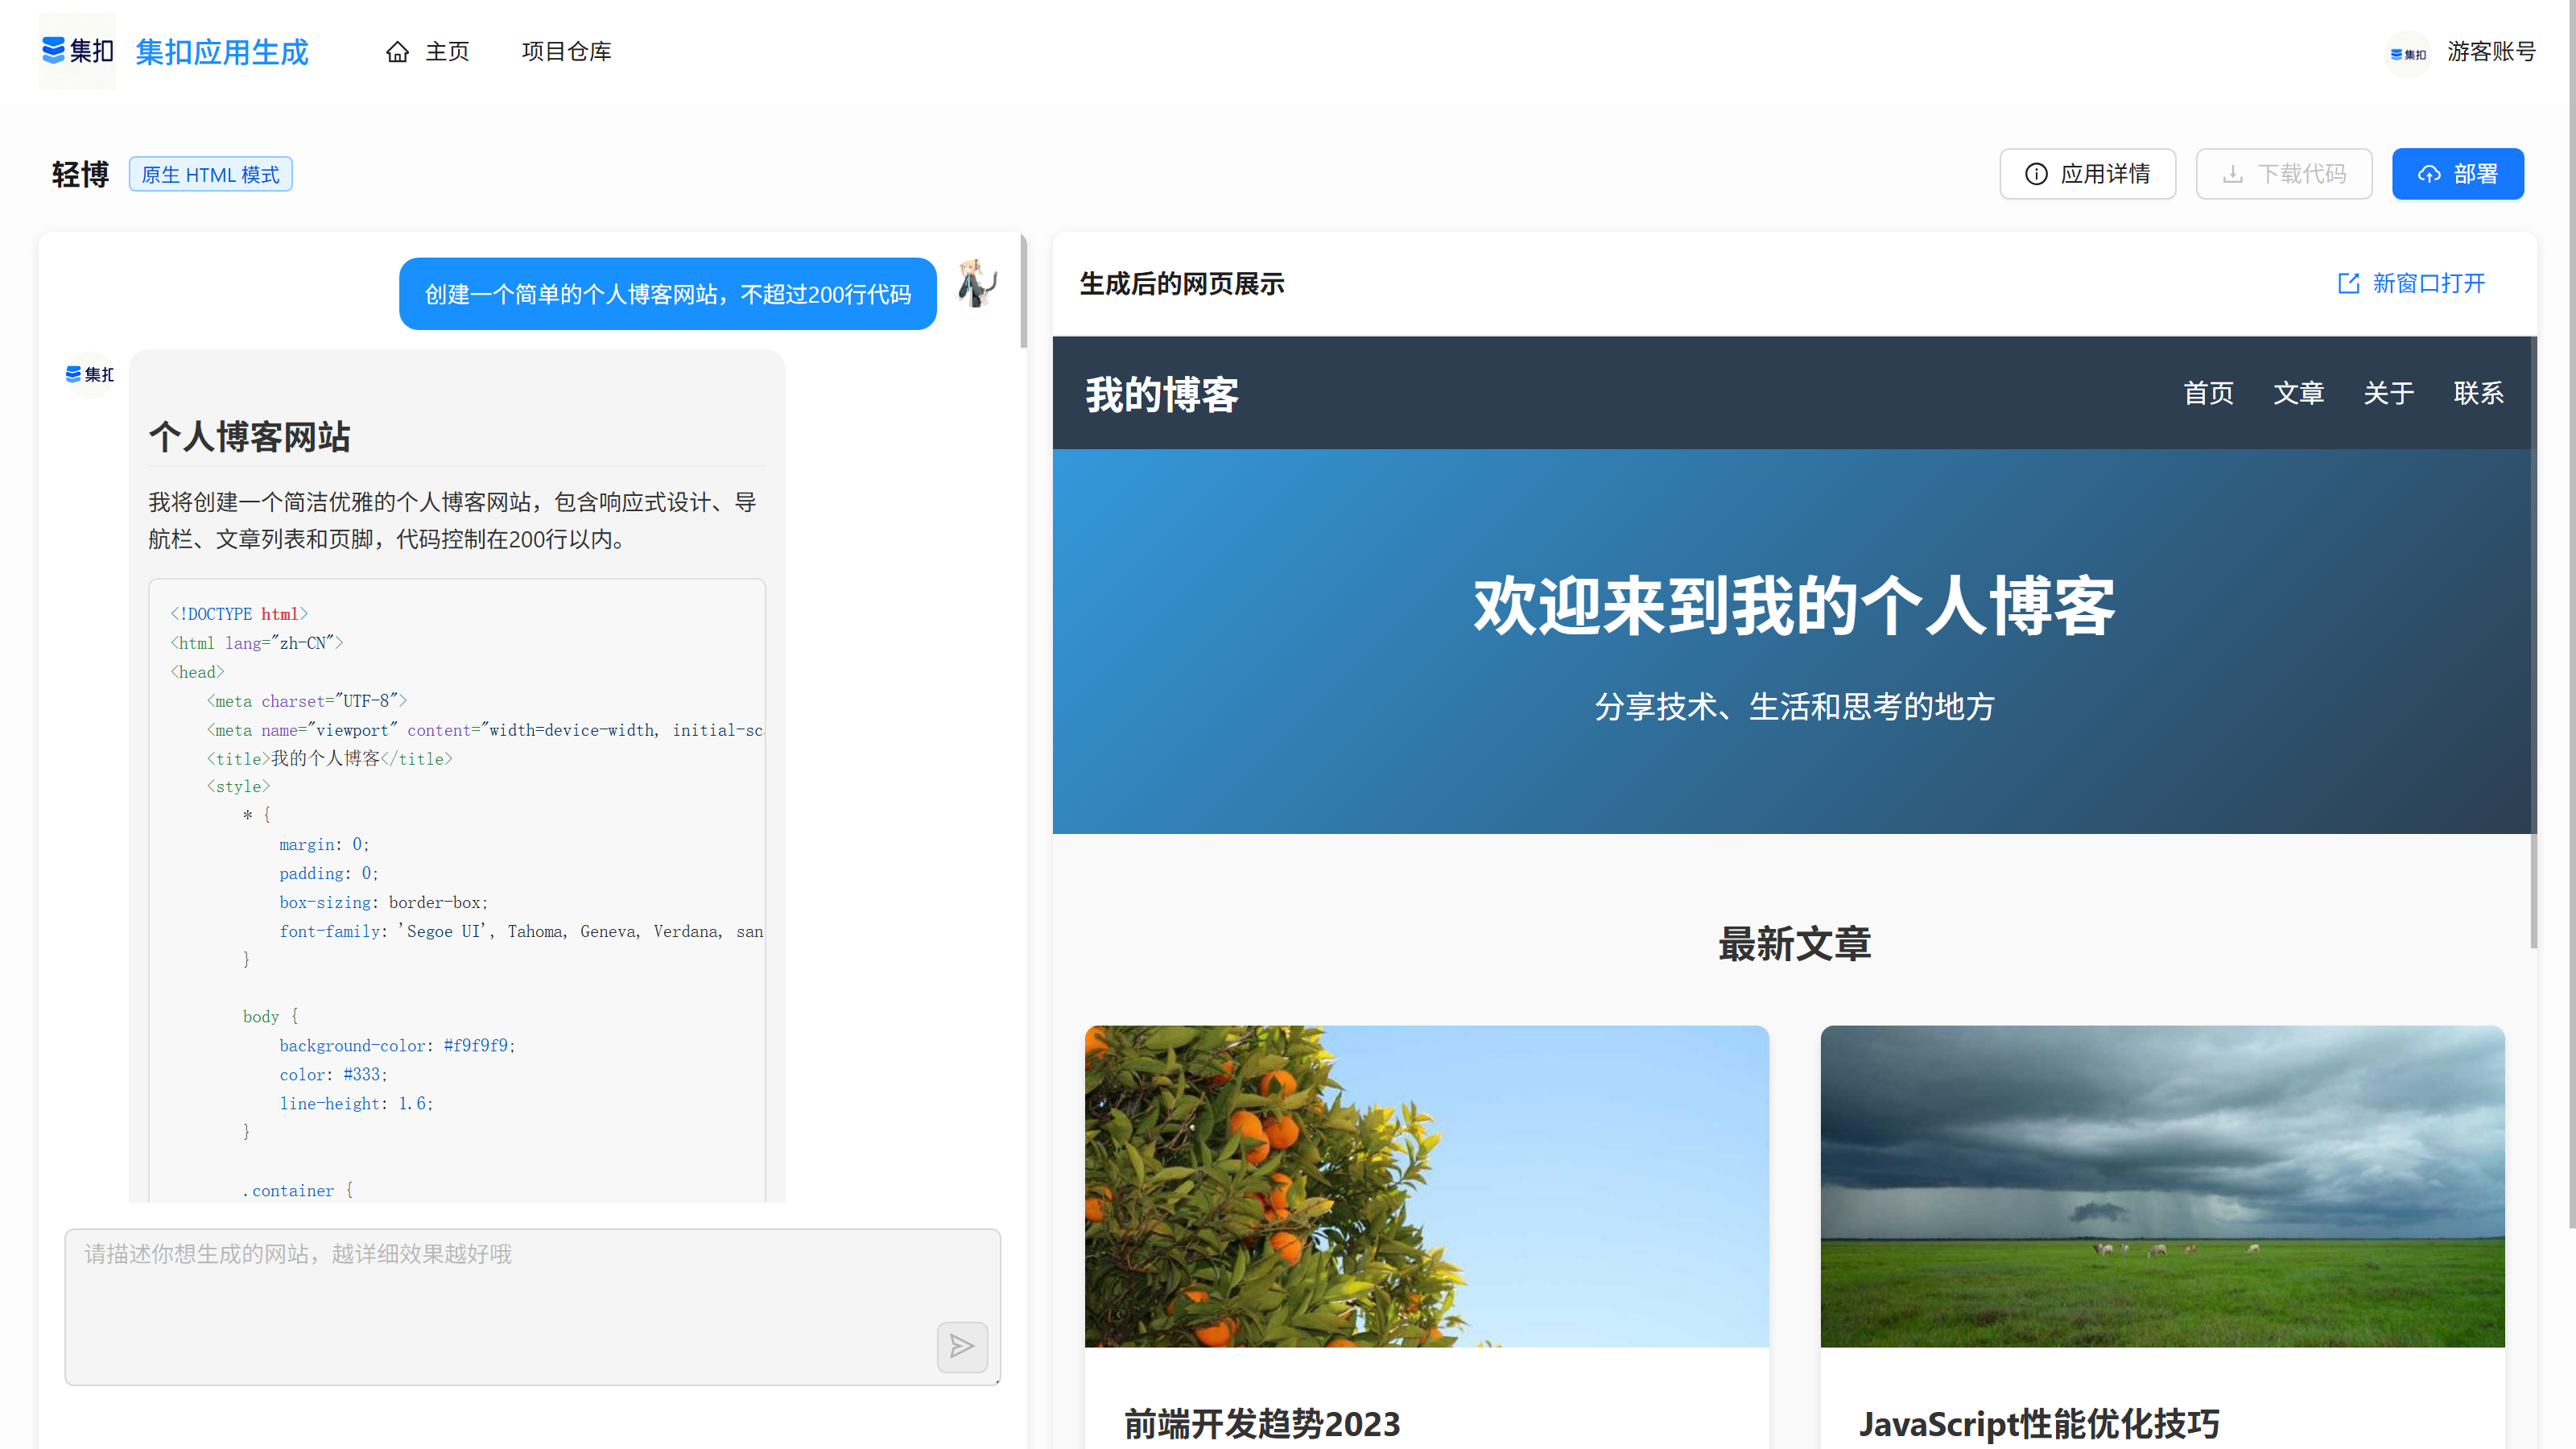 集扣
集扣应用生成
主页
项目仓库
集扣
游客账号
轻博
原生 HTML 模式
应用详情
下载代码
部署
创建一个简单的个人博客网站，不超过200行代码
集扣
个人博客网站
我将创建一个简洁优雅的个人博客网站，包含响应式设计、导
航栏、文章列表和页脚，代码控制在200行以内。
<!DOCTYPE html>
<html lang="zh-CN">
<head>
<meta charset="UTF-8">
<meta name="viewport" content="width=device-width, initial-sc
<title>我的个人博客</title>
<style>
* {
margin: 0;
padding: 0;
box-sizing: border-box;
font-family: 'Segoe UI', Tahoma, Geneva, Verdana, san
}
body {
background-color: #f9f9f9;
color: #333;
line-height: 1.6;
}
.container {
请描述你想生成的网站，越详细效果越好哦
生成后的网页展示
新窗口打开
我的博客
首页
文章
关于
联系
欢迎来到我的个人博客
分享技术、生活和思考的地方
最新文章
前端开发趋势2023
JavaScript性能优化技巧